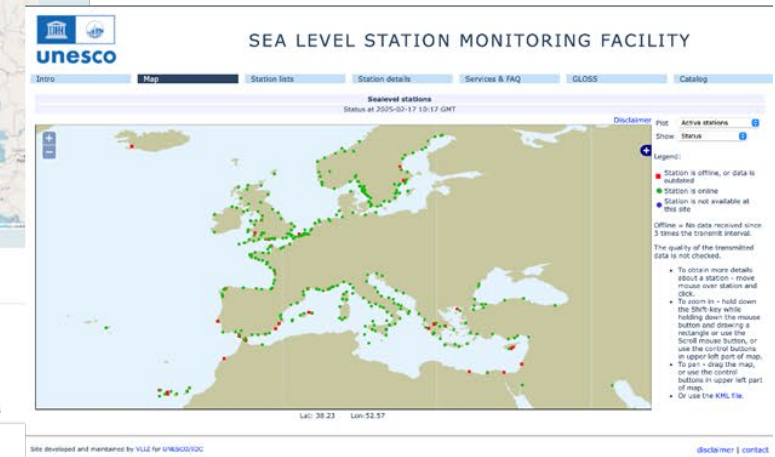 unesco
SEA LEVEL STATION MONITORING FACILITY
Intro
Map
Station lists
Station details
Services & FAQ
GLOSS
Catalog
Sealevel stations
Status at 2025-02-17 10:17 GMT
Disclaimer
Plot Active stations
Show Status
+
−
+
Legend:
Station is offline, or data is
outdated
Station is online
Station is not available at
this site
Offline = No data received since
3 times the transmit interval.
The quality of the transmitted
data is not checked.
• To obtain more details
about a station - move
mouse over station and
click.
• To zoom in - hold down
the Shift-key while
holding down the mouse
button and drawing a
rectangle or use the
Scroll mouse button, or
use the control buttons
in upper left part of map.
• To pan - drag the map,
or use the control
buttons in upper left part
of map.
• Or use the KML file.
Lat: 38.23 Lon:52.57
Site developed and maintained by VLIZ for UNESCO/IOC
disclaimer | contact